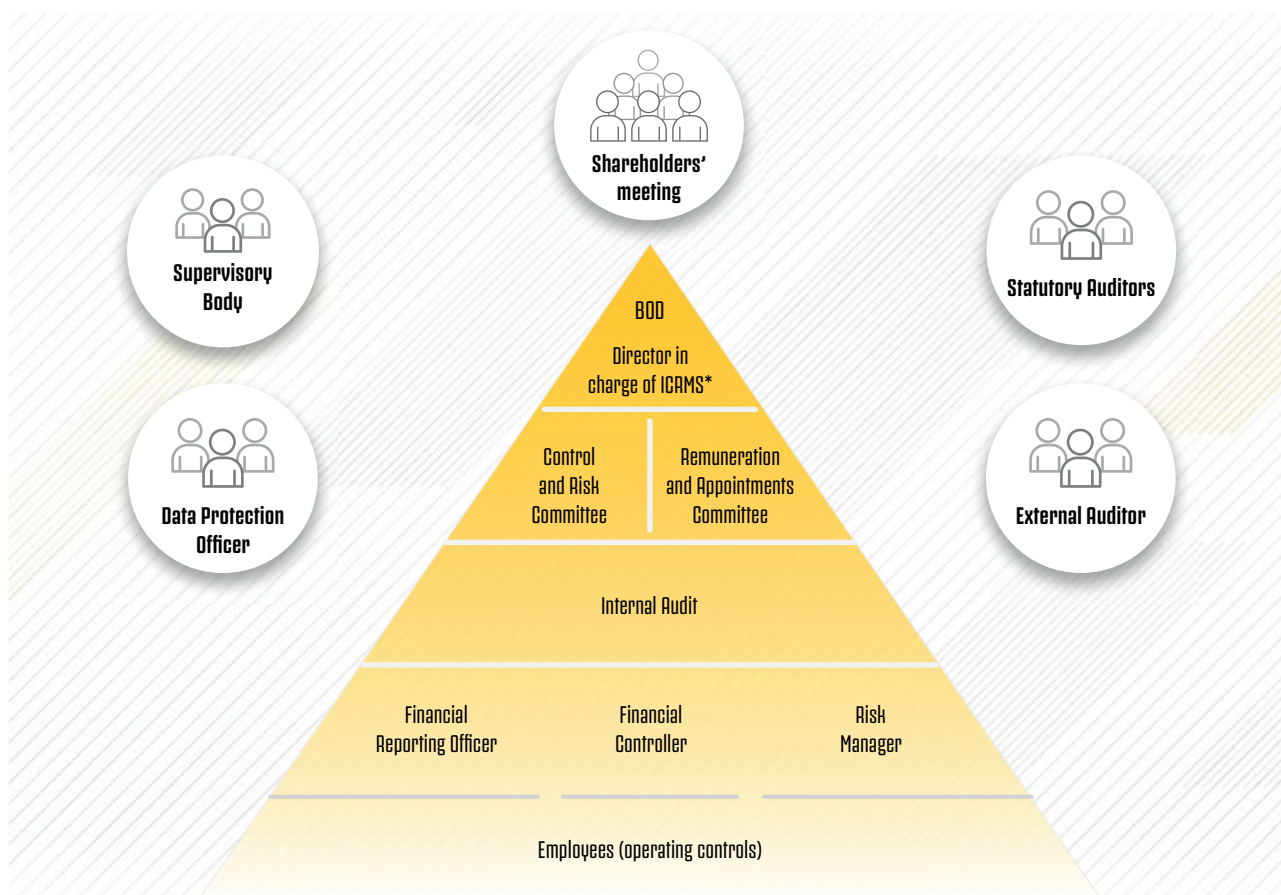 Shareholders'
meeting
Supervisory
Body
Statutory Auditors
BOD
Director in
charge of ICRMS*
Data Protection
Officer
External Auditor
Control
and Risk
Committee
Remuneration
and Appointments
Committee
Internal Audit
Financial
Reporting Officer
Financial
Controller
Risk
Manager
Employees (operating controls)